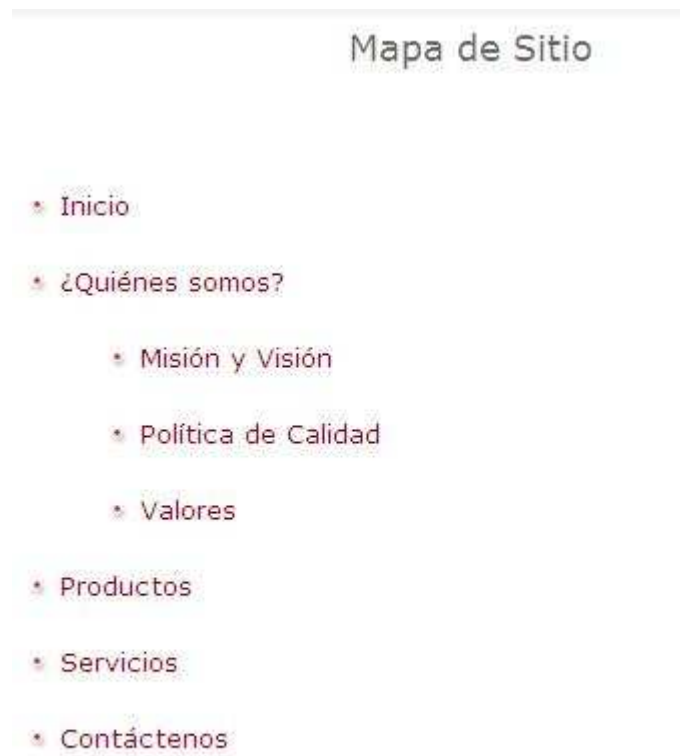 Mapa de Sitio
Inicio
¿Quiénes somos?
Misión y Visión
Política de Calidad
Valores
Productos
Servicios
Contáctenos